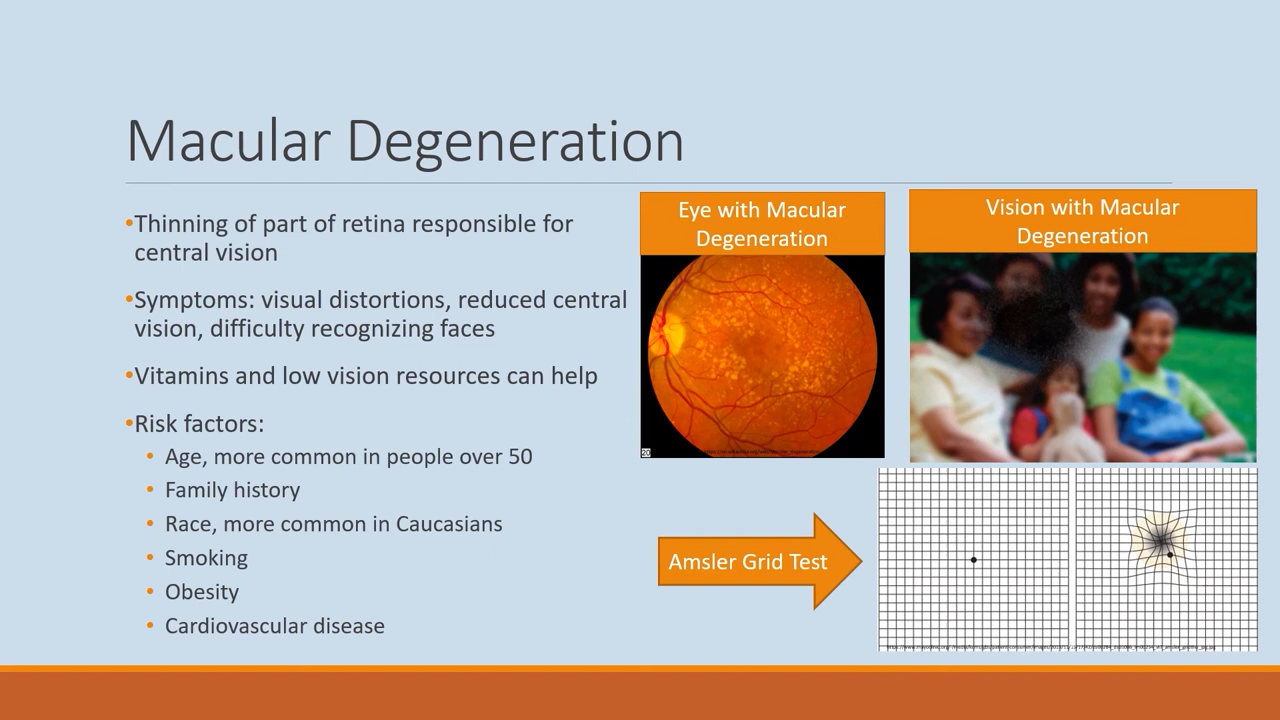 Macular Degeneration
•Thinning of part of retina responsible for
central vision
•Symptoms: visual distortions, reduced central
vision, difficulty recognizing faces
•Vitamins and low vision resources can help
•Risk factors:
• Age, more common in people over 50
• Family history
• Race, more common in Caucasians
• Smoking
• Obesity
• Cardiovascular disease
Eye with Macular
Degeneration
20
Vision with Macular
Degeneration
Amsler Grid Test